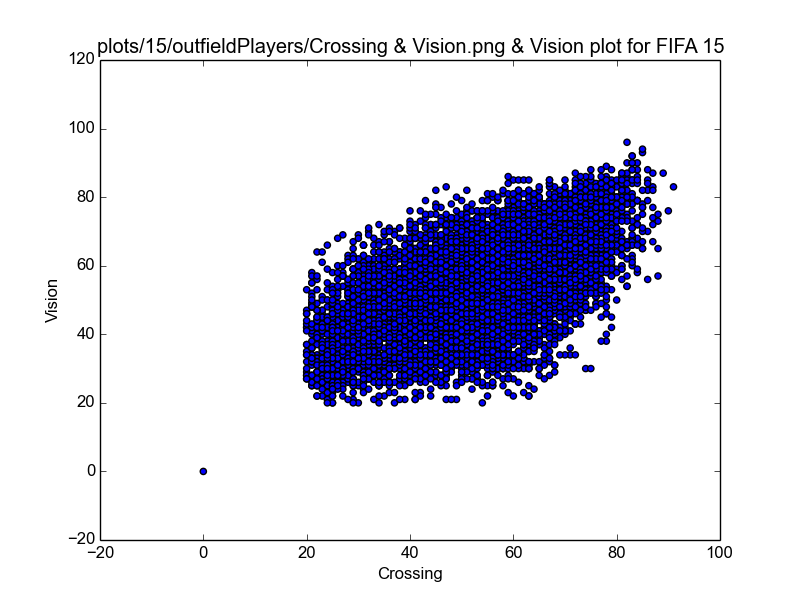 plots/15/outfieldPlayers/Crossing & Vision.png & Vision plot for FIFA 15
120
100
80
60
40
20
0
−20
Vision
−20 0 20 40 60 80 100
Crossing